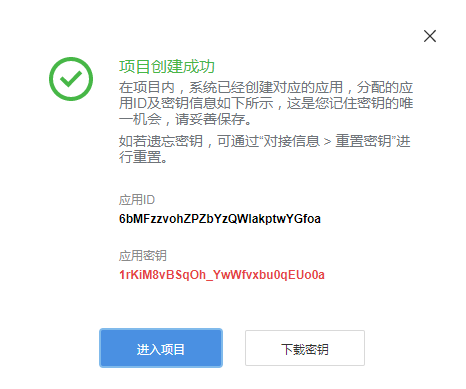 项目创建成功
在项目内，系统已经创建对应的应用，分配的应
用ID及密钥信息如下所示，这是您记住密钥的唯
一机会，请妥善保存。
如若遗忘密钥，可通过“对接信息 > 重置密钥”进
行重置。
应用ID
6bMFzzvohZPZbYzQWlakptwYGfoa
应用密钥
1rKiM8vBSqOh_YwWfvxbu0qEUo0a
进入项目
下载密钥